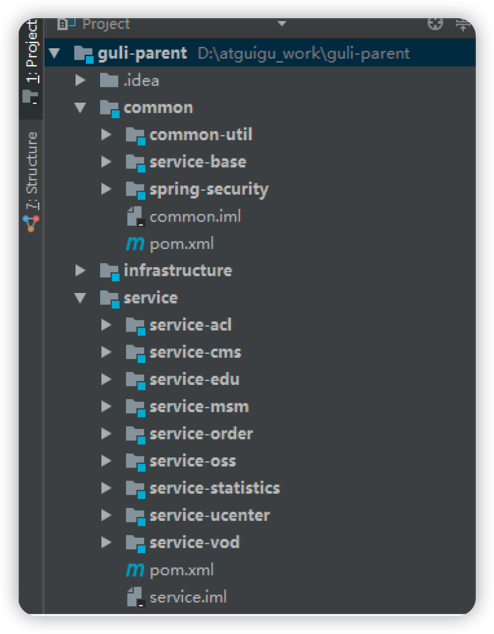 Project
1: Project
7: Structure
guli-parent D:\atguigu_work\guli-parent
.idea
common
common-util
service-base
spring-security
common.iml
pom.xml
infrastructure
service
service-acl
service-cms
service-edu
service-msm
service-order
service-oss
service-statistics
service-ucenter
service-vod
pom.xml
service.iml